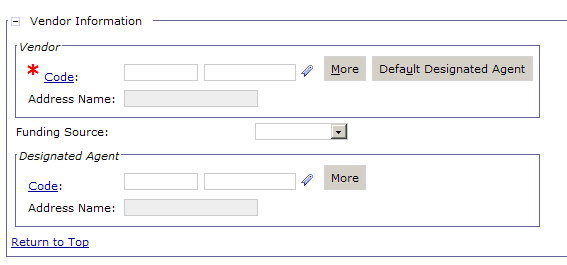 Vendor Information
Vendor
* Code: More Default Designated Agent
Address Name:
Funding Source:
Designated Agent
Code: More
Address Name:
Return to Top